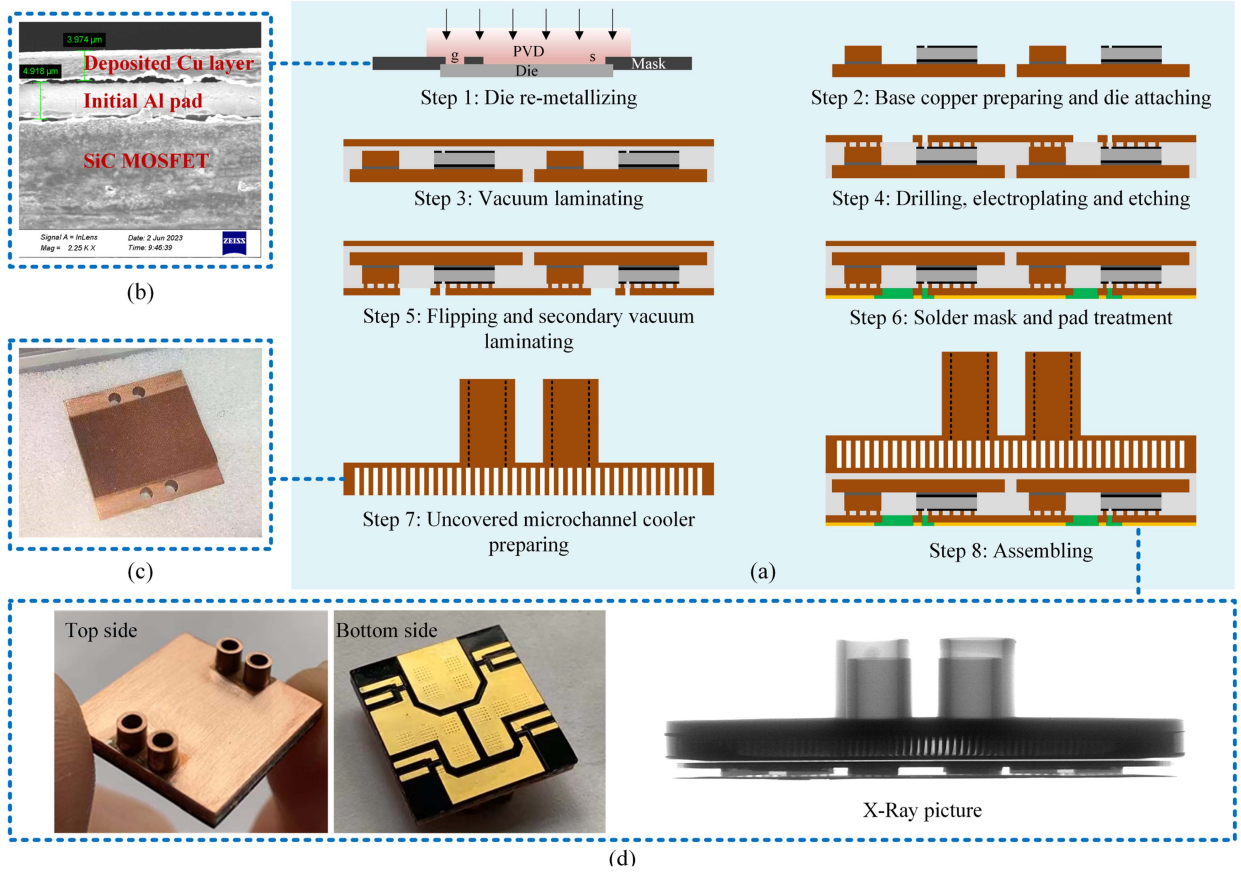 3.974 μm
Deposited Cu layer
4.918 μm
Initial Al pad
SiC MOSFET
Signal A = InLens
Date: 2 Jun 2023
Mag = 2.25 K X
Time: 9:46:39
ZEISS
(b)
PVD
g
s
Die
Mask
Step 1: Die re-metallizing
Step 2: Base copper preparing and die attaching
Step 3: Vacuum laminating
Step 4: Drilling, electroplating and etching
Step 5: Flipping and secondary vacuum
laminating
Step 6: Solder mask and pad treatment
(c)
Step 7: Uncovered microchannel cooler
preparing
Step 8: Assembling
(a)
Top side
Bottom side
X-Ray picture
(d)